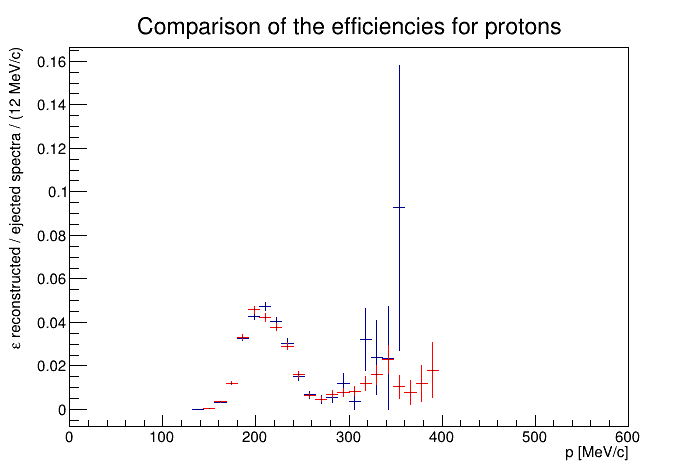 Comparison of the efficiencies for protons
ε reconstructed / ejected spectra / (12 MeV/c)
0.16
0.14
0.12
0.1
0.08
0.06
0.04
0.02
0
0 100 200 300 400 500 600
p [MeV/c]